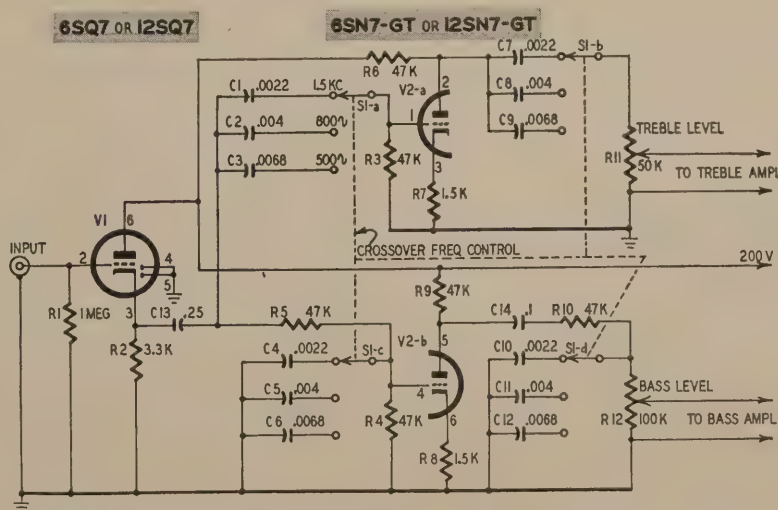 6SQ7 OR 12SQ7
6SN7-GT OR 12SN7-GT
R6 47K
C7 .0022
S1-b
C1 .0022
1.5KC
S1-a
V2-a
2
1
3
C8 .004
C2 .004
800∿
C9 .0068
C3 .0068
500∿
R3 47K
R7 1.5K
TREBLE LEVEL
R11 50K
TO TREBLE AMPL
V1
6
INPUT
2
4
5
3
CROSSOVER FREQ CONTROL
200V
R1 1MEG
C13 .25
R2 3.3K
R5 47K
R9 47K
C14 .1
R10 47K
V2-b
5
4
6
C4 .0022
S1-c
C10 .0022
S1-d
C5 .004
C11 .004
C6 .0068
R4 47K
C12 .0068
BASS LEVEL
R12 100K
TO BASS AMPL
R8 1.5K